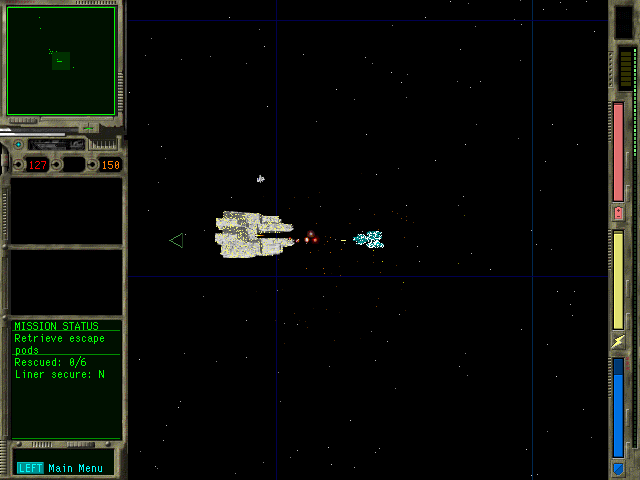 127 150
MISSION STATUS
Retrieve escape
pods
Rescued: 0/6
Liner secure: N
LEFT Main Menu